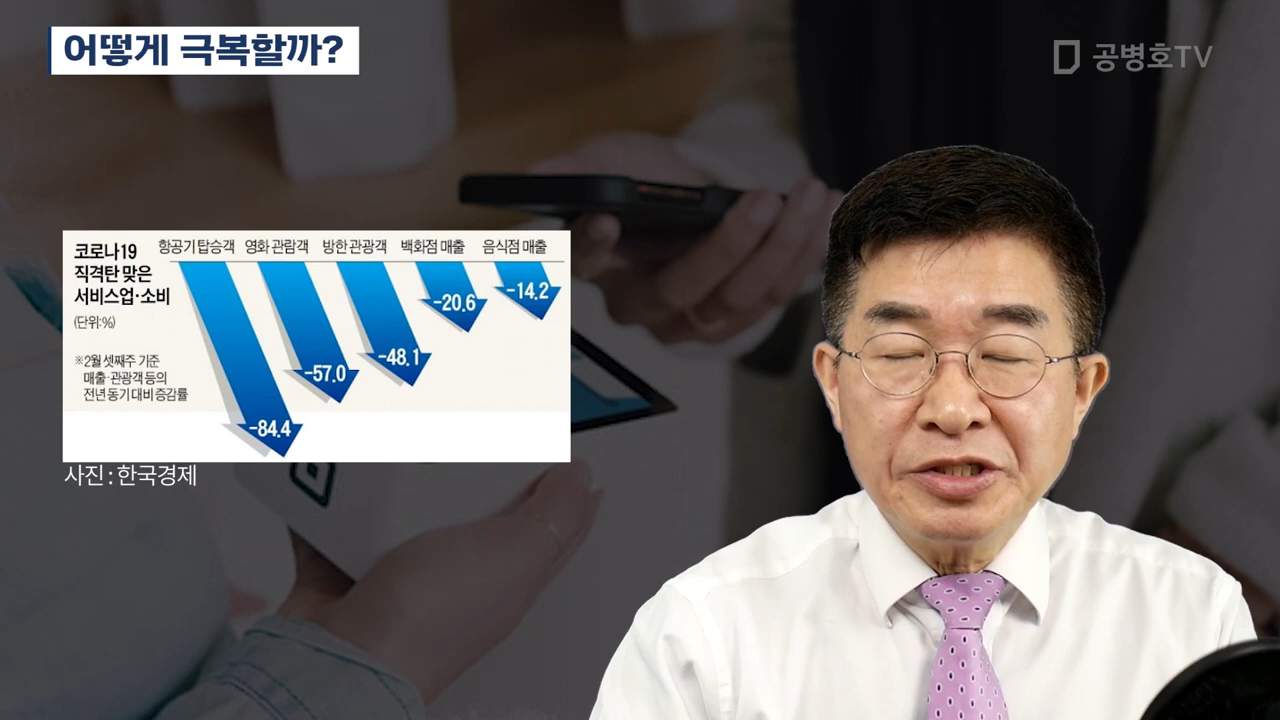 어떻게 극복할까?
공병호TV
코로나19
직격탄 맞은
서비스업·소비
(단위:%)
※2월 셋째주 기준
매출·관광객 등의
전년 동기 대비 증감률
항공기 탑승객 영화 관람객 방한 관광객 백화점 매출 음식점 매출
-84.4
-57.0
-48.1
-20.6
-14.2
사진 : 한국경제